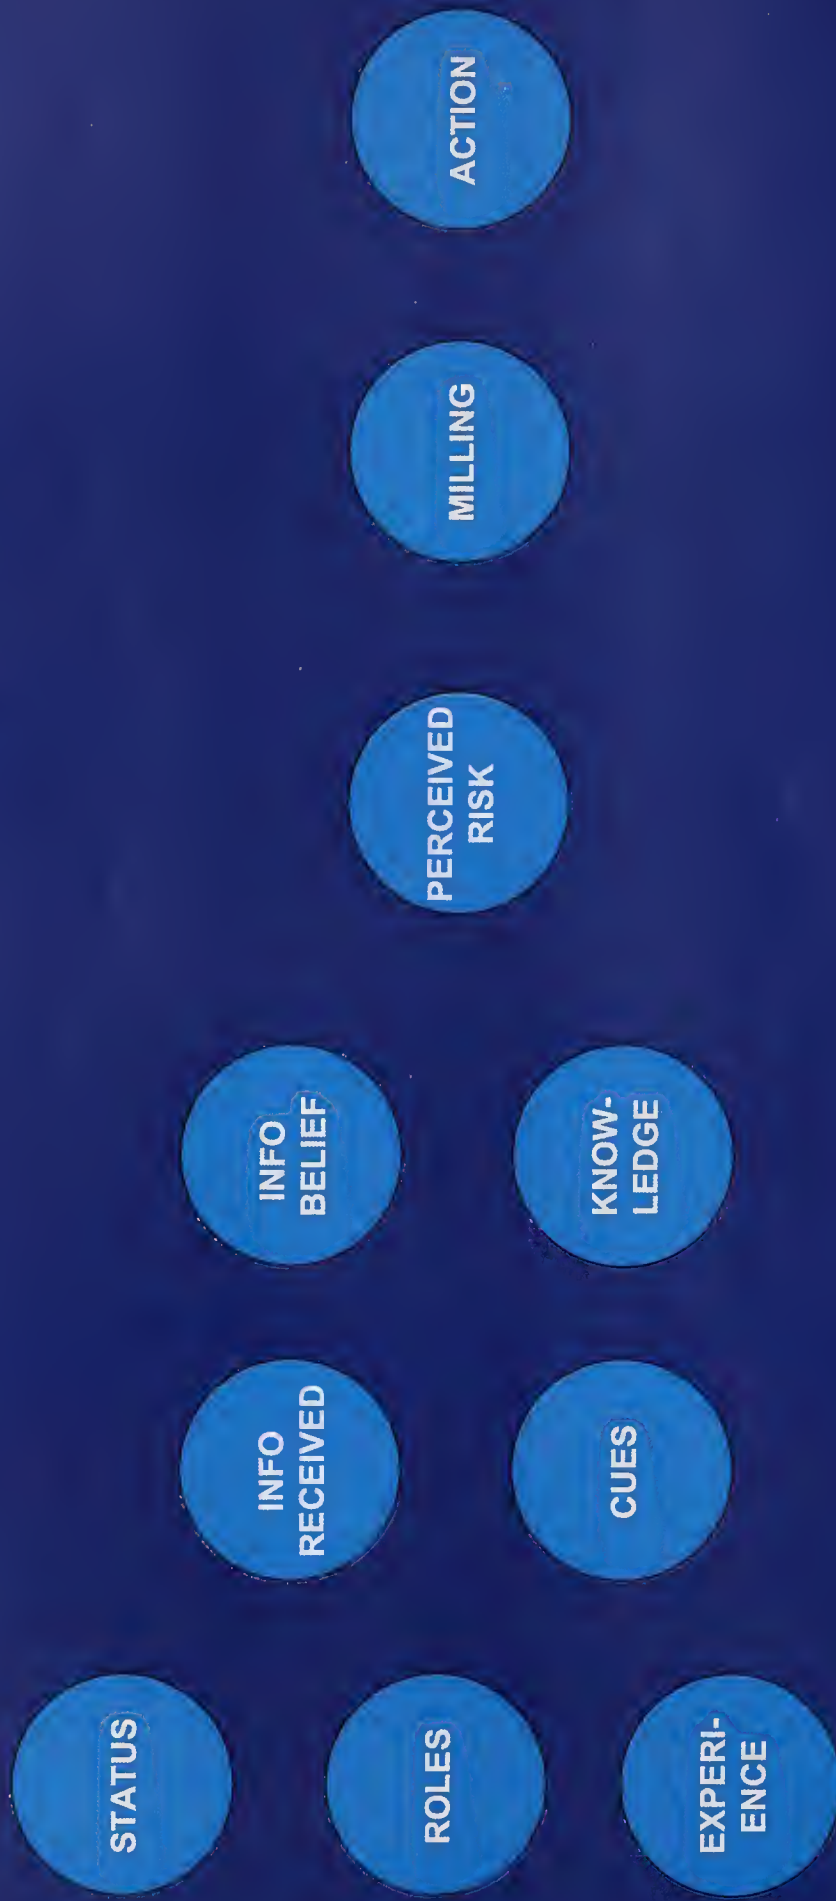 STATUS
ROLES
EXPERI-
ENCE
INFO
RECEIVED
CUES
INFO
BELIEF
KNOW-
LEDGE
PERCEIVED
RISK
MILLING
ACTION